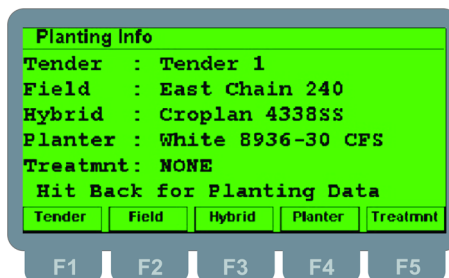 Planting Info
Tender : Tender 1
Field : East Chain 240
Hybrid : Croplan 4338SS
Planter : White 8936-30 CFS
Treatmnt: NONE
Hit Back for Planting Data
Tender Field Hybrid Planter Treatmnt
F1 F2 F3 F4 F5